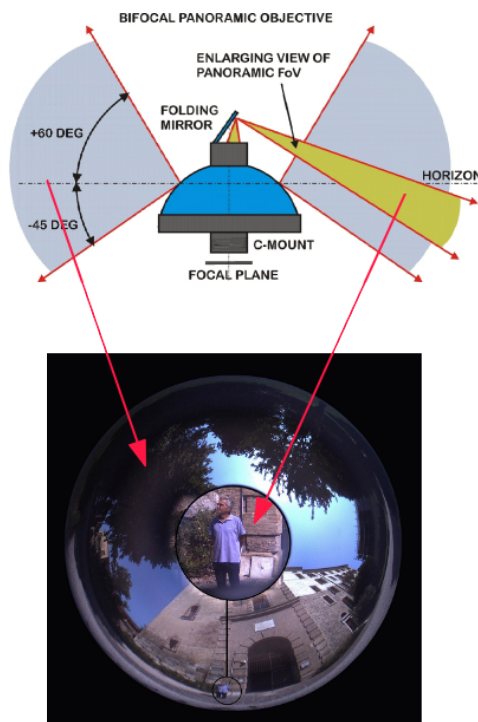 BIFOCAL PANORAMIC OBJECTIVE
ENLARGING VIEW OF
PANORAMIC FoV
FOLDING
MIRROR
+60 DEG
HORIZON
-45 DEG
C-MOUNT
FOCAL PLANE